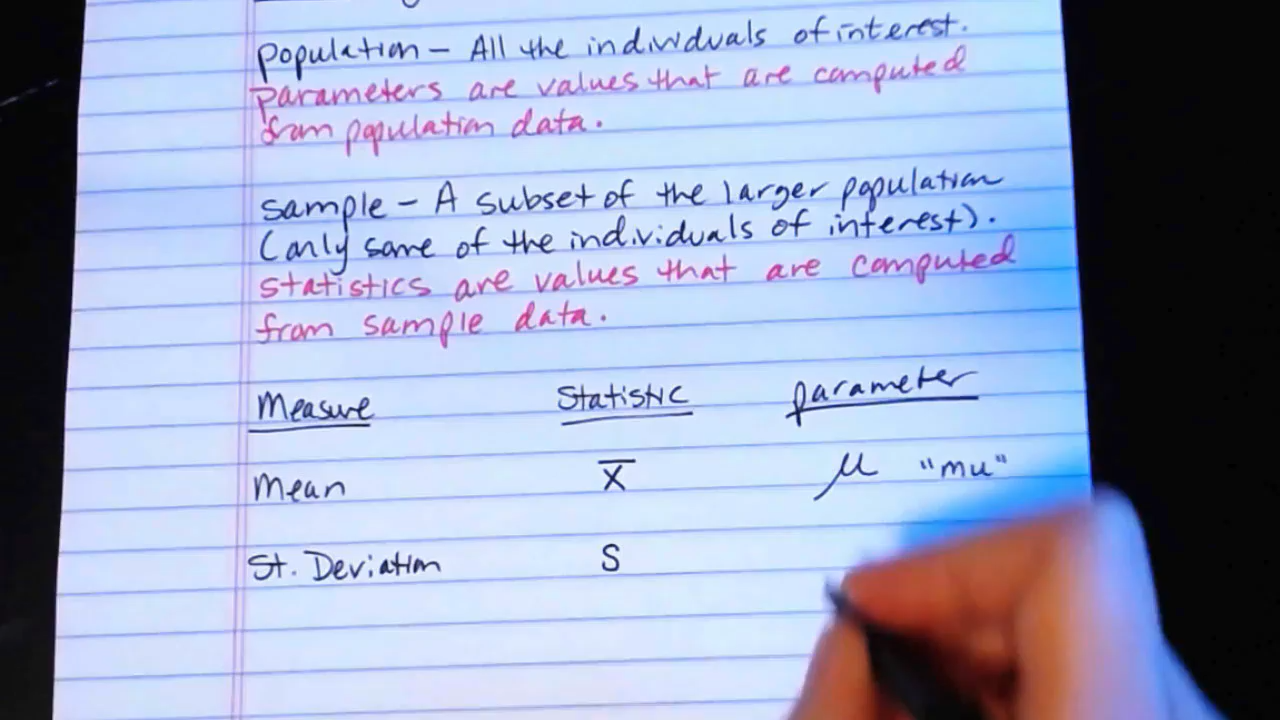 Population - All the individuals of interest.
Parameters are values that are computed
from population data.
Sample - A subset of the larger population
(only some of the individuals of interest).
Statistics are values that are computed
from sample data.
Measure Statistic parameter
Mean x̄ μ "mu"
St. Deviation S